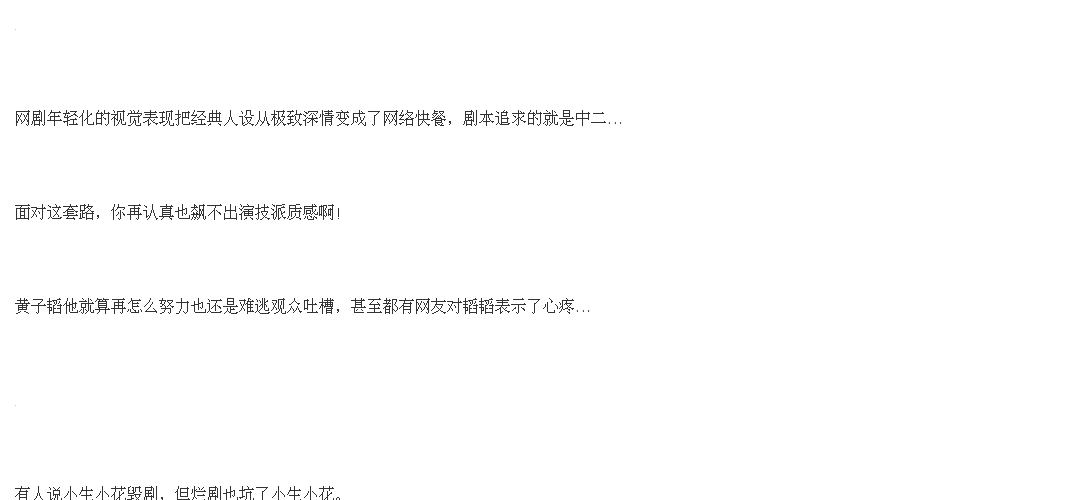 网剧年轻化的视觉表现把经典人设从极致深情变成了网络快餐，剧本追求的就是中二...
面对这套路，你再认真也飙不出演技派质感啊!
黄子韬他就算再怎么努力也还是难逃观众吐槽，甚至都有网友对韬韬表示了心疼...
有人说小生小花毁剧，但烂剧也坑了小生小花。